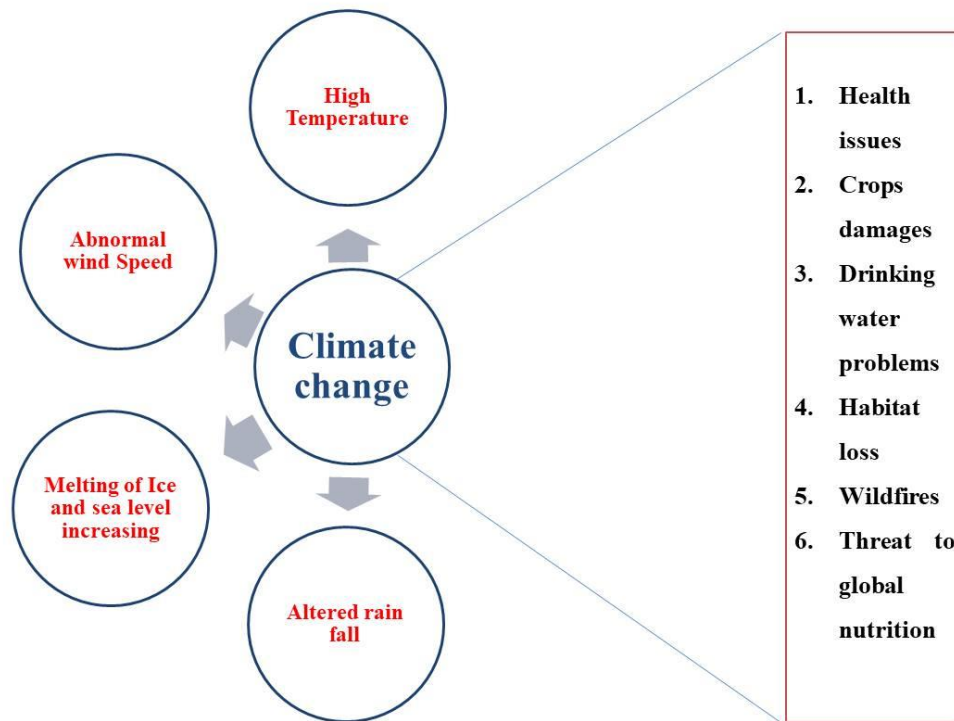 High
Temperature
Abnormal
wind Speed
Climate
change
Melting of Ice
and sea level
increasing
Altered rain
fall
1. Health
issues
2. Crops
damages
3. Drinking
water
problems
4. Habitat
loss
5. Wildfires
6. Threat to
global
nutrition